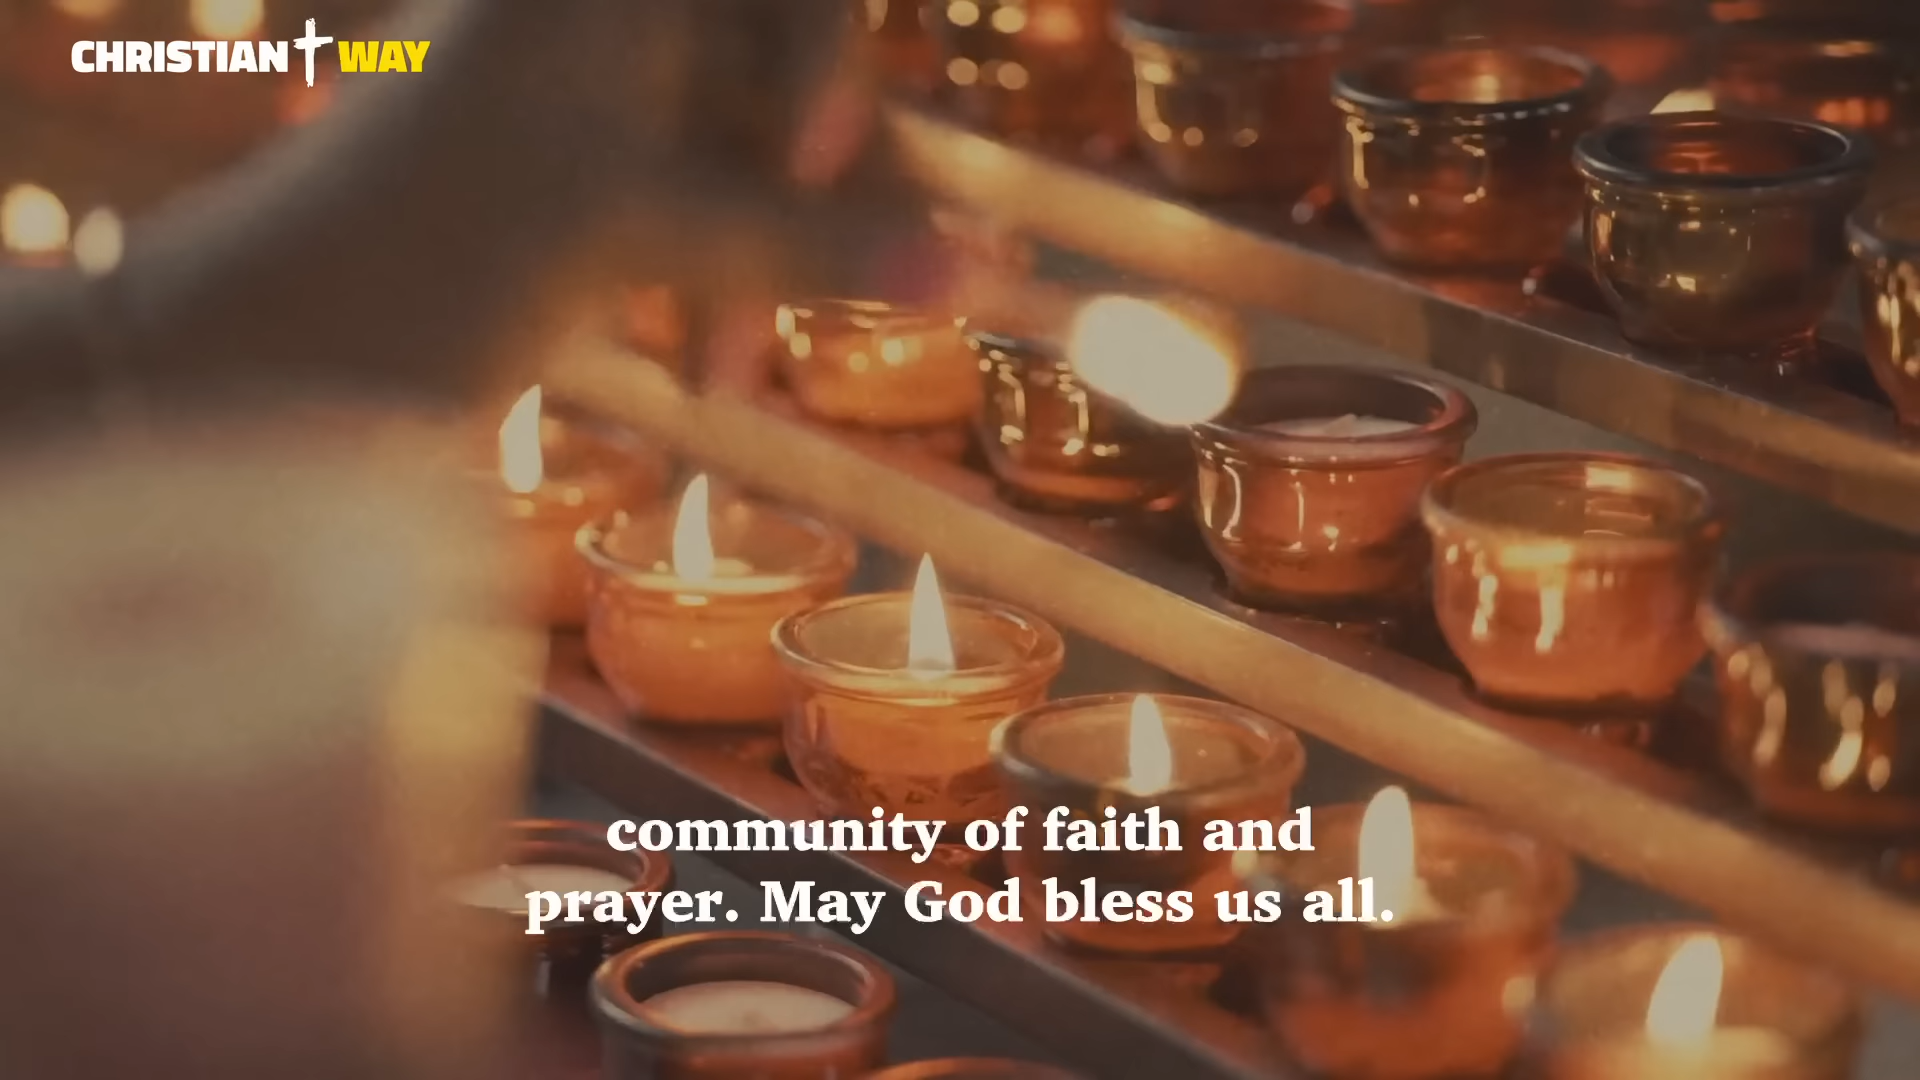 CHRISTIAN WAY
community of faith and
prayer. May God bless us all.